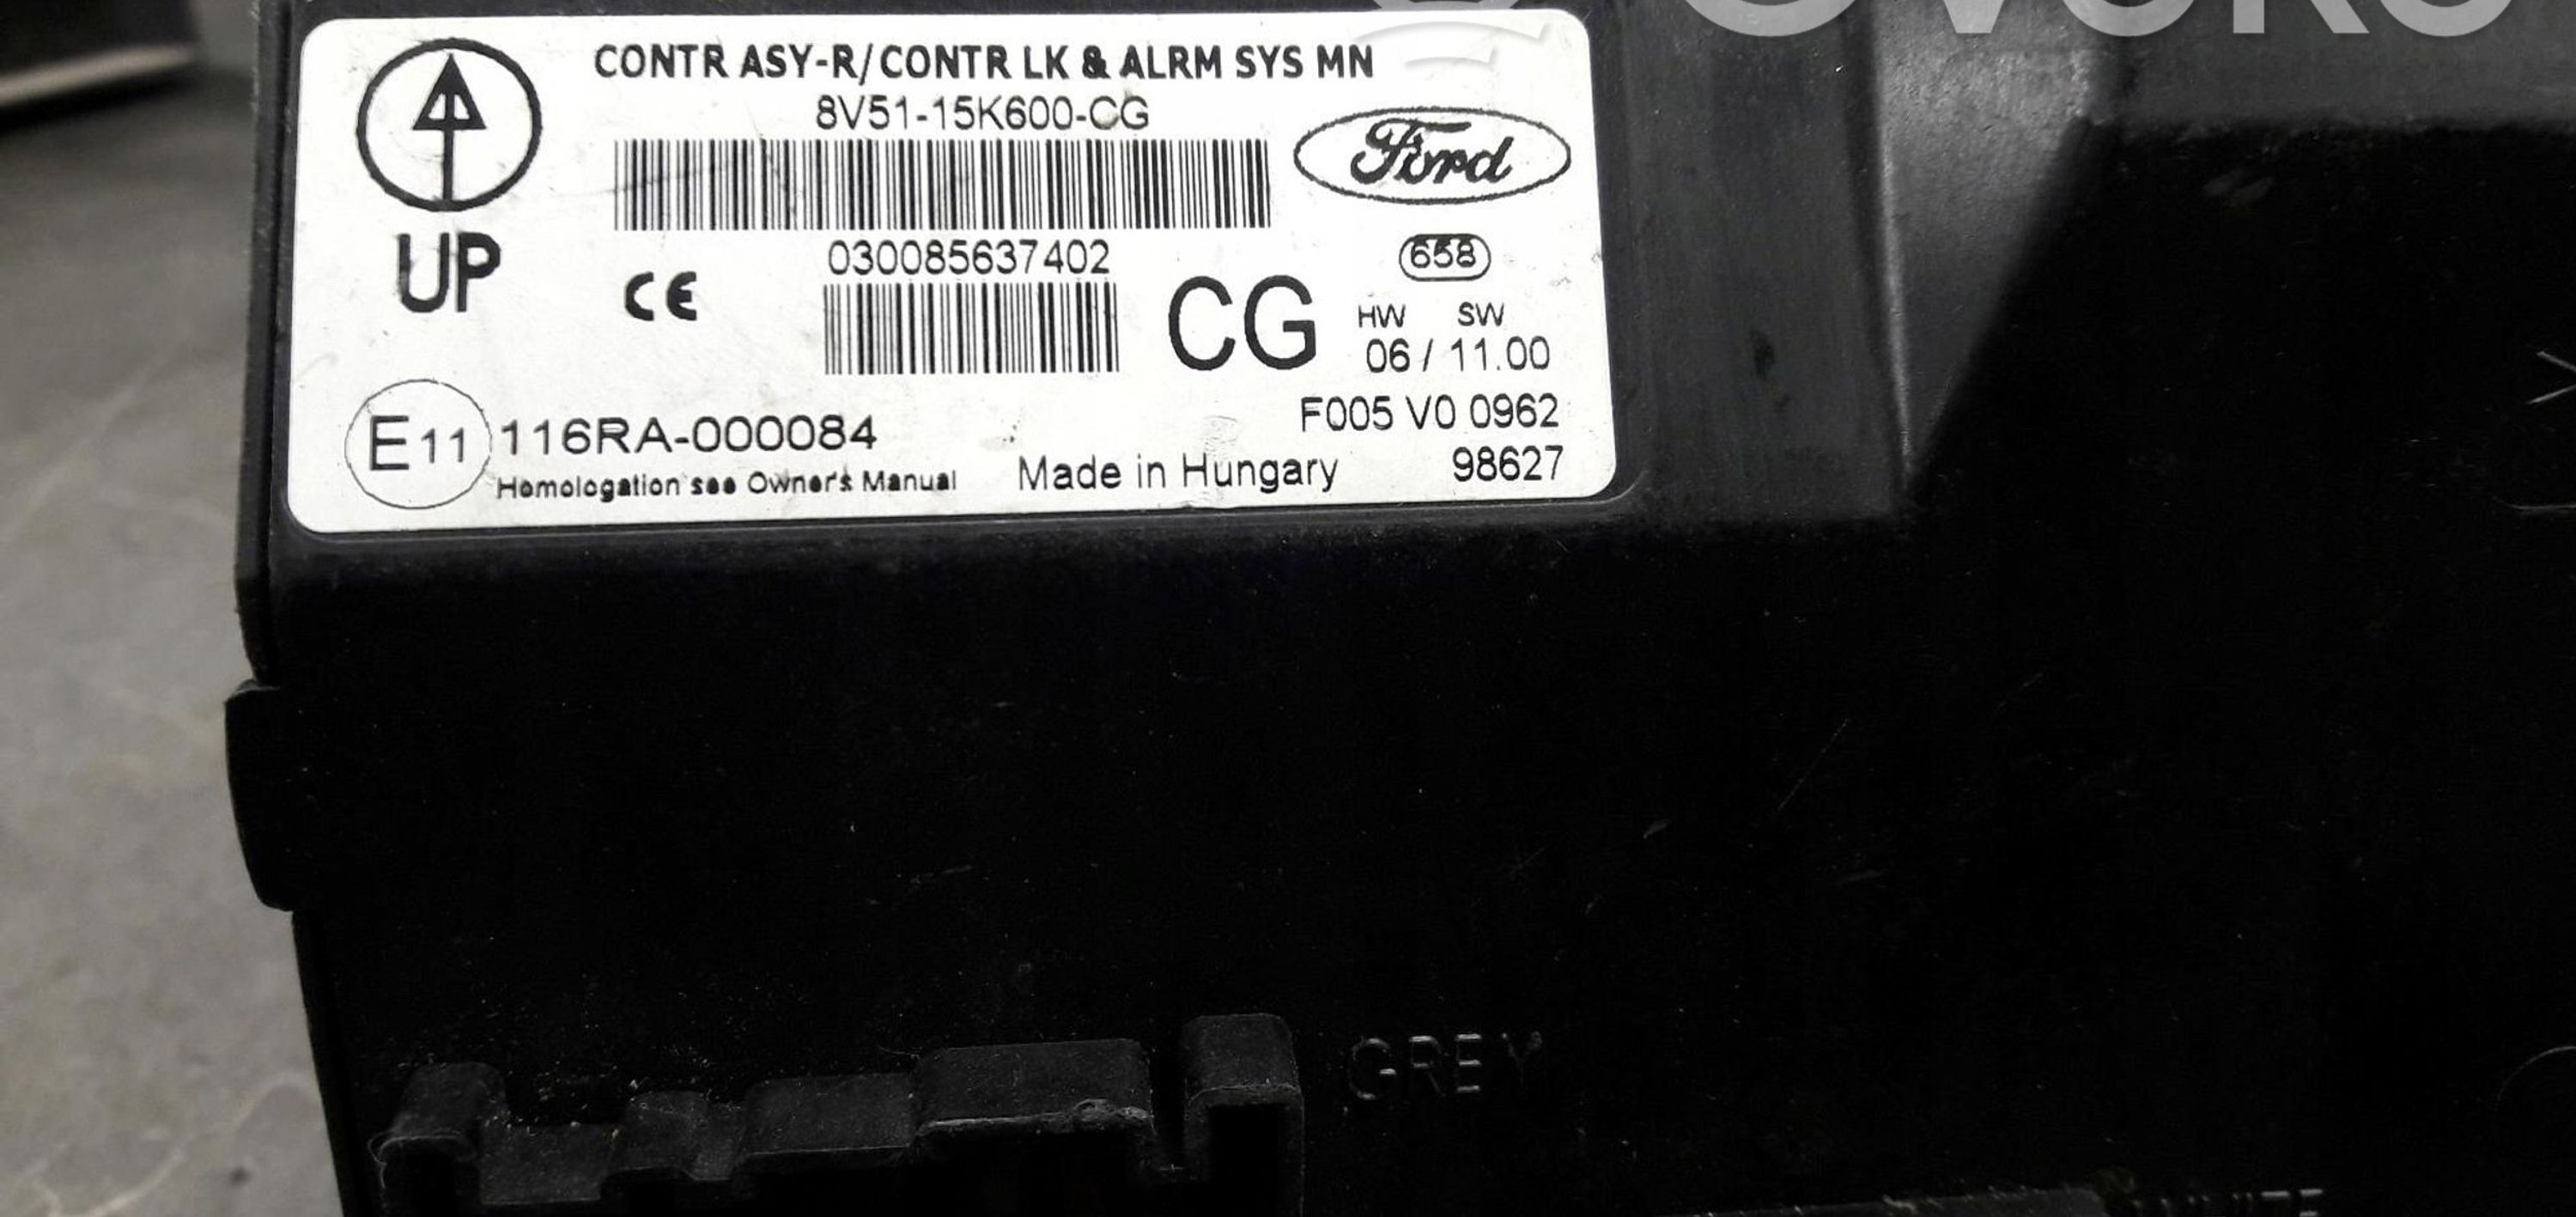 CONTR ASY-R/CONTR LK & ALRM SYS MN
8V51-15K600-CG
Ford
UP
CE
030085637402
CG
658
HW SW
06 / 11.00
F005 V0 0962
E11 116RA-000084
Homologation see Owner's Manual
Made in Hungary
98627
GREY